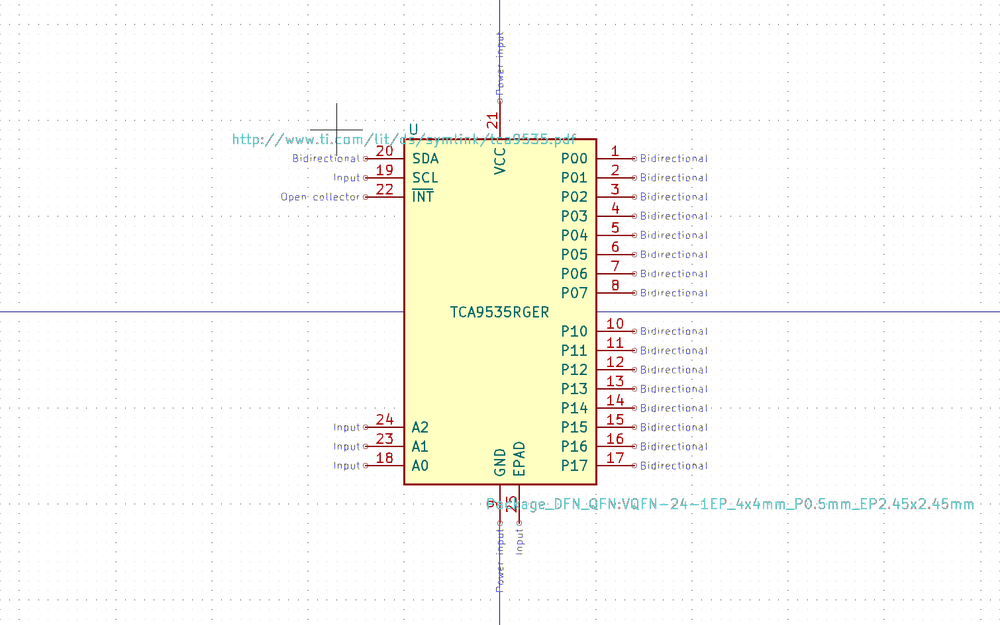 Power input
21
U
http://www.ti.com/lit/ds/symlink/tca9535.pdf
VCC
Bidirectional 20 SDA P00 1 Bidirectional
Input 19 SCL P01 2 Bidirectional
Open collector 22 INT P02 3 Bidirectional
P03 4 Bidirectional
P04 5 Bidirectional
P05 6 Bidirectional
P06 7 Bidirectional
P07 8 Bidirectional
TCA9535RGER
P10 10 Bidirectional
P11 11 Bidirectional
P12 12 Bidirectional
P13 13 Bidirectional
P14 14 Bidirectional
Input 24 A2 P15 15 Bidirectional
Input 23 A1 P16 16 Bidirectional
Input 18 A0 P17 17 Bidirectional
GND
EPAD
9
25
Package_DFN_QFN:VQFN-24-1EP_4x4mm_P0.5mm_EP2.45x2.45mm
Power input
Input